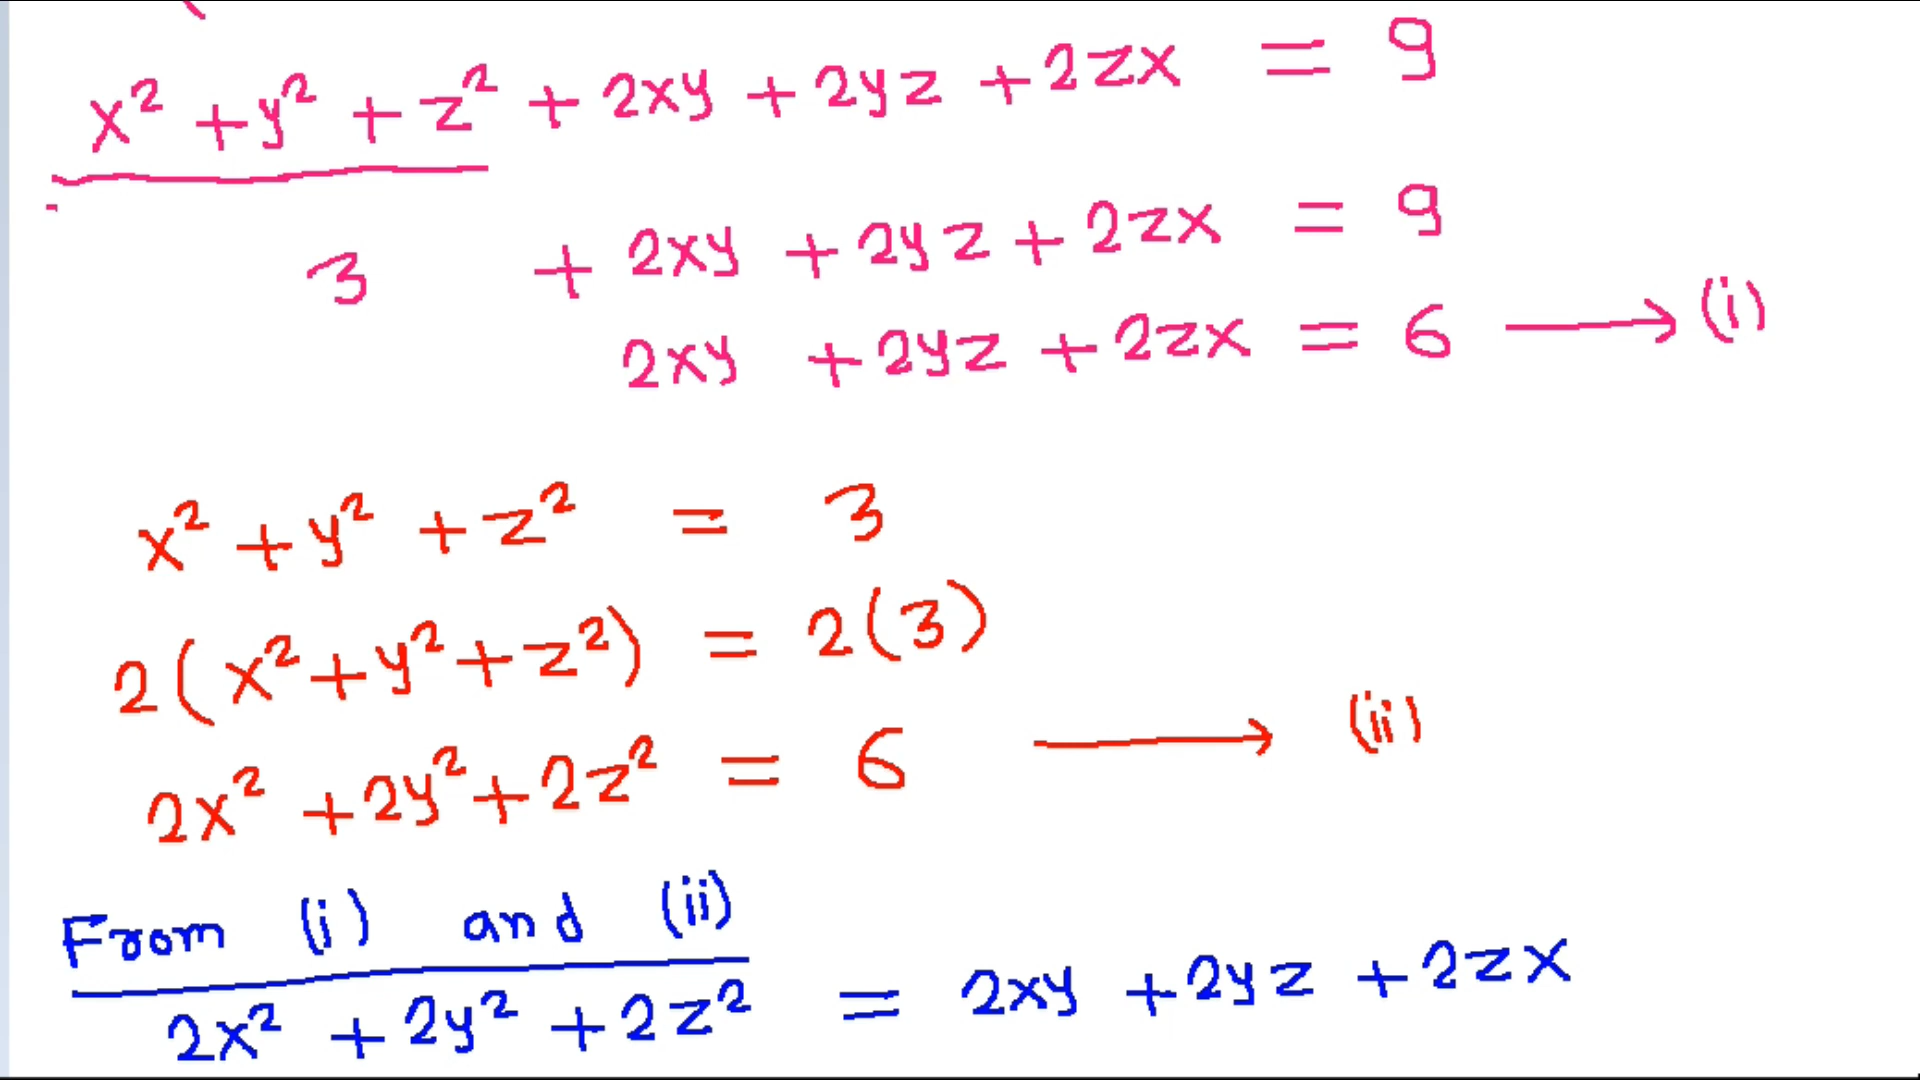 x² + y² + z² + 2xy + 2yz + 2zx = 9
3 + 2xy + 2yz + 2zx = 9
2xy + 2yz + 2zx = 6 ⟶ (i)
x² + y² + z² = 3
2(x² + y² + z²) = 2(3)
2x² + 2y² + 2z² = 6 ⟶ (ii)
From (i) and (ii)
2x² + 2y² + 2z² = 2xy + 2yz + 2zx